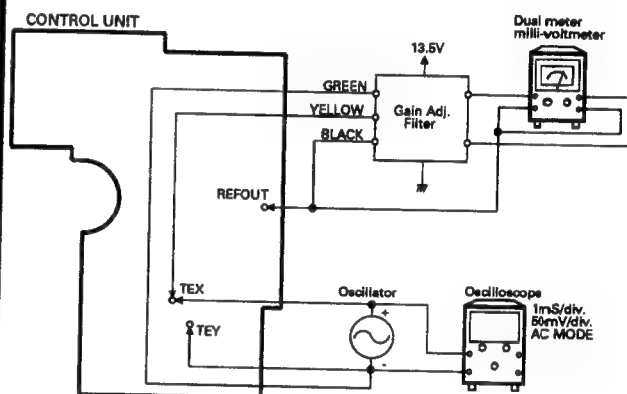 CONTROL UNIT
Dual meter
milli-voltmeter
13.5V
GREEN
YELLOW
BLACK
Gain Adj.
Filter
REFOUT
TEX
TEY
Oscillator
+
-
Oscilloscope
1mS/div.
50mV/div.
AC MODE